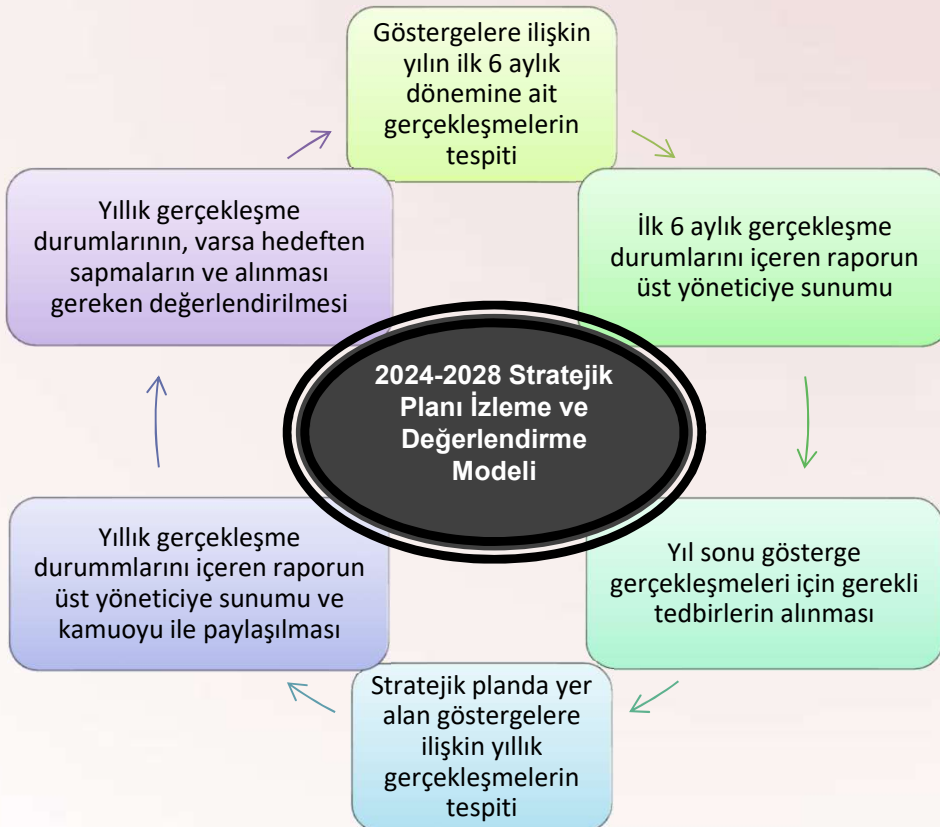 Göstergelere ilişkin
yılın ilk 6 aylık
dönemine ait
gerçekleşmelerin
tespiti
İlk 6 aylık gerçekleşme
durumlarını içeren raporun
üst yöneticiye sunumu
Yıl sonu gösterge
gerçekleşmeleri için gerekli
tedbirlerin alınması
Stratejik planda yer
alan göstergelere
ilişkin yıllık
gerçekleşmelerin
tespiti
Yıllık gerçekleşme
durummlarını içeren raporun
üst yöneticiye sunumu ve
kamuoyu ile paylaşılması
Yıllık gerçekleşme
durumlarının, varsa hedeften
sapmaların ve alınması
gereken değerlendirilmesi
2024-2028 Stratejik
Planı İzleme ve
Değerlendirme
Modeli